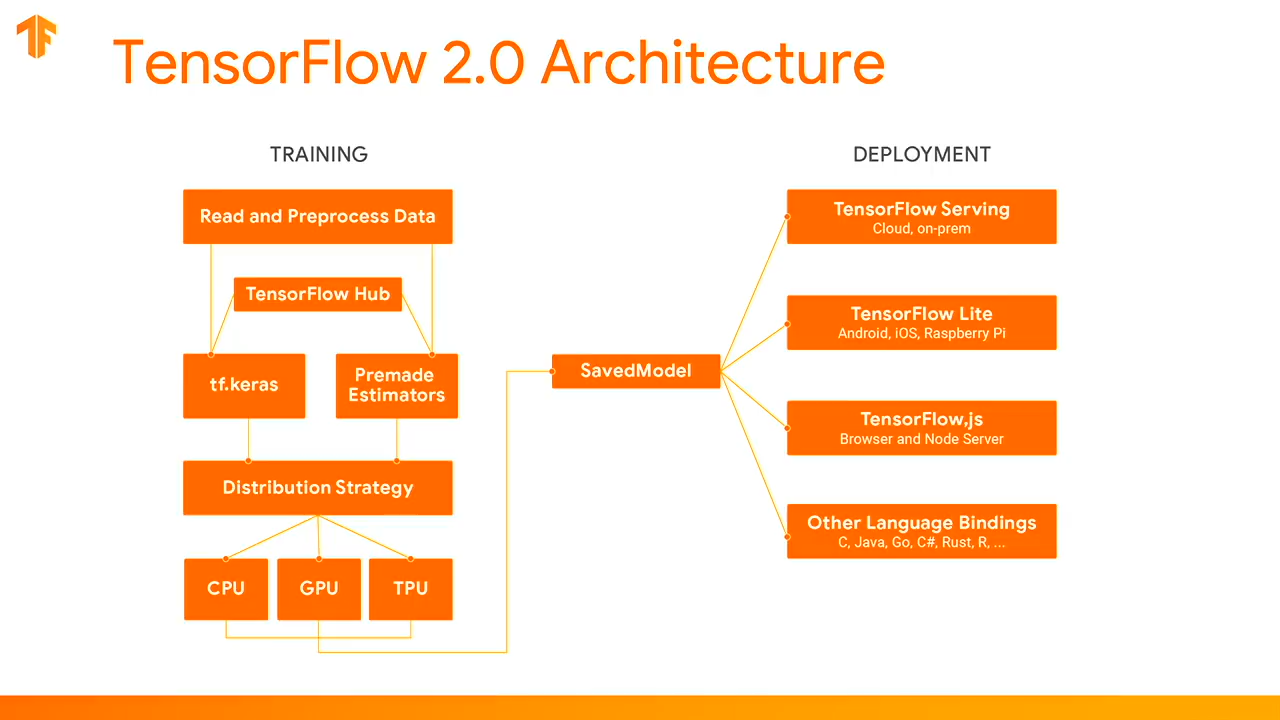 TensorFlow 2.0 Architecture
TRAINING
Read and Preprocess Data
TensorFlow Hub
tf.keras
Premade
Estimators
Distribution Strategy
CPU
GPU
TPU
SavedModel
DEPLOYMENT
TensorFlow Serving
Cloud, on-prem
TensorFlow Lite
Android, iOS, Raspberry Pi
TensorFlow.js
Browser and Node Server
Other Language Bindings
C, Java, Go, C#, Rust, R, ...